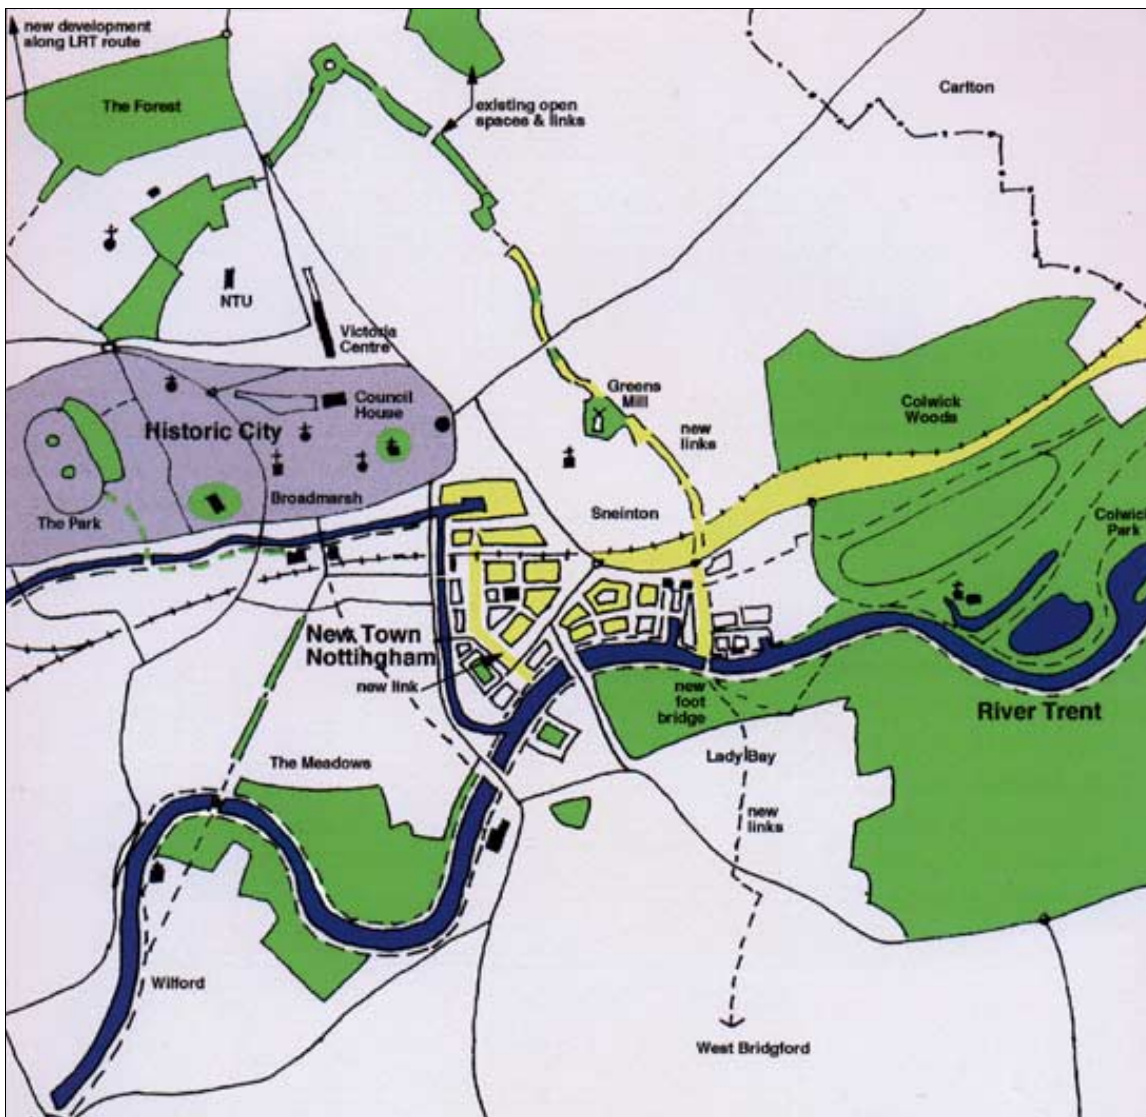 new development
along LRT route
The Forest
existing open
spaces & links
Carlton
NTU
Victoria
Centre
Council
House
Historic City
Greens
Mill
new
links
Colwick
Woods
The Park
Broadmarsh
Sneinton
Colwick
Park
New Town
Nottingham
new link
new
foot
bridge
River Trent
The Meadows
Lady Bay
new
links
Wilford
West Bridgford